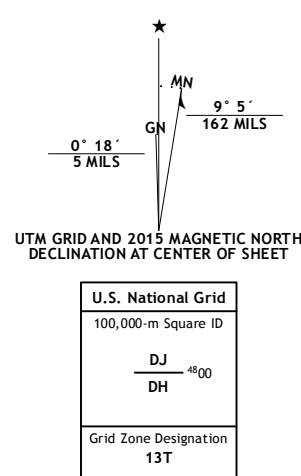 ★
MN
GN
9° 5´
162 MILS
0° 18´
5 MILS
UTM GRID AND 2015 MAGNETIC NORTH
DECLINATION AT CENTER OF SHEET
U.S. National Grid
100,000-m Square ID
DJ
4800
DH
Grid Zone Designation
13T